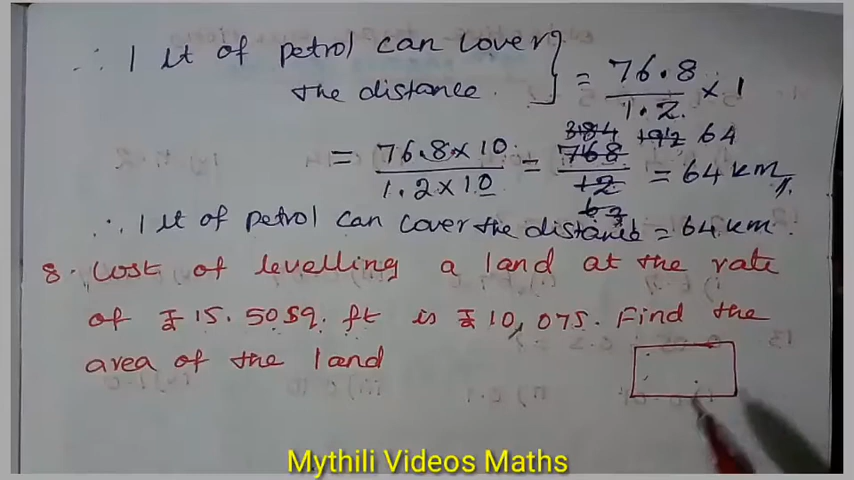 ∴ 1 lt of petrol can cover
the distance. } = 76.8/1.2 × 1
= 76.8×10/1.2×10 = 768/12 = 64 km
384 192 64
∴ 1 lt of petrol can cover the distance = 64 km.
8. Cost of levelling a land at the rate
of ₹15.50 sq. ft is ₹10,075. Find the
area of the land
Mythili Videos Maths